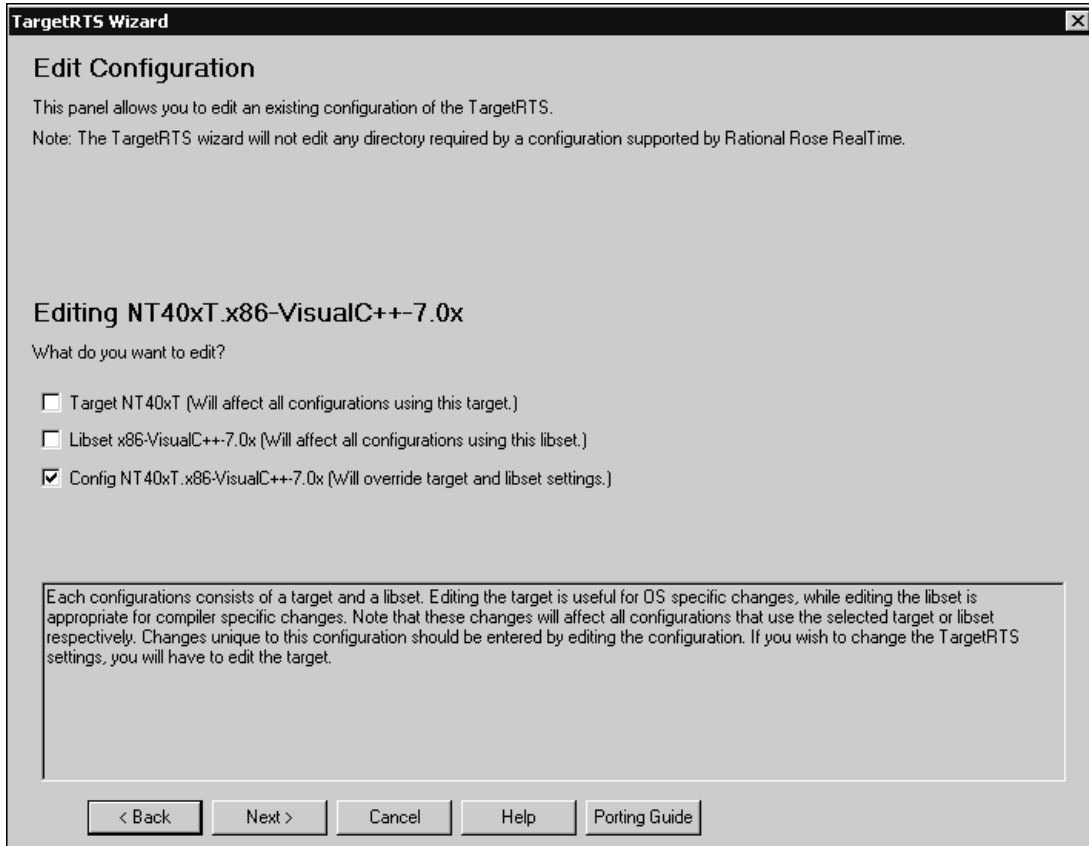 TargetRTS Wizard
Edit Configuration
This panel allows you to edit an existing configuration of the TargetRTS.
Note: The TargetRTS wizard will not edit any directory required by a configuration supported by Rational Rose RealTime.
Editing NT40xT.x86-VisualC++-7.0x
What do you want to edit?
Target NT40xT (Will affect all configurations using this target.)
Libset x86-VisualC++-7.0x (Will affect all configurations using this libset.)
Config NT40xT.x86-VisualC++-7.0x (Will override target and libset settings.)
Each configurations consists of a target and a libset. Editing the target is useful for OS specific changes, while editing the libset is
appropriate for compiler specific changes. Note that these changes will affect all configurations that use the selected target or libset
respectively. Changes unique to this configuration should be entered by editing the configuration. If you wish to change the TargetRTS
settings, you will have to edit the target.
< Back Next > Cancel Help Porting Guide